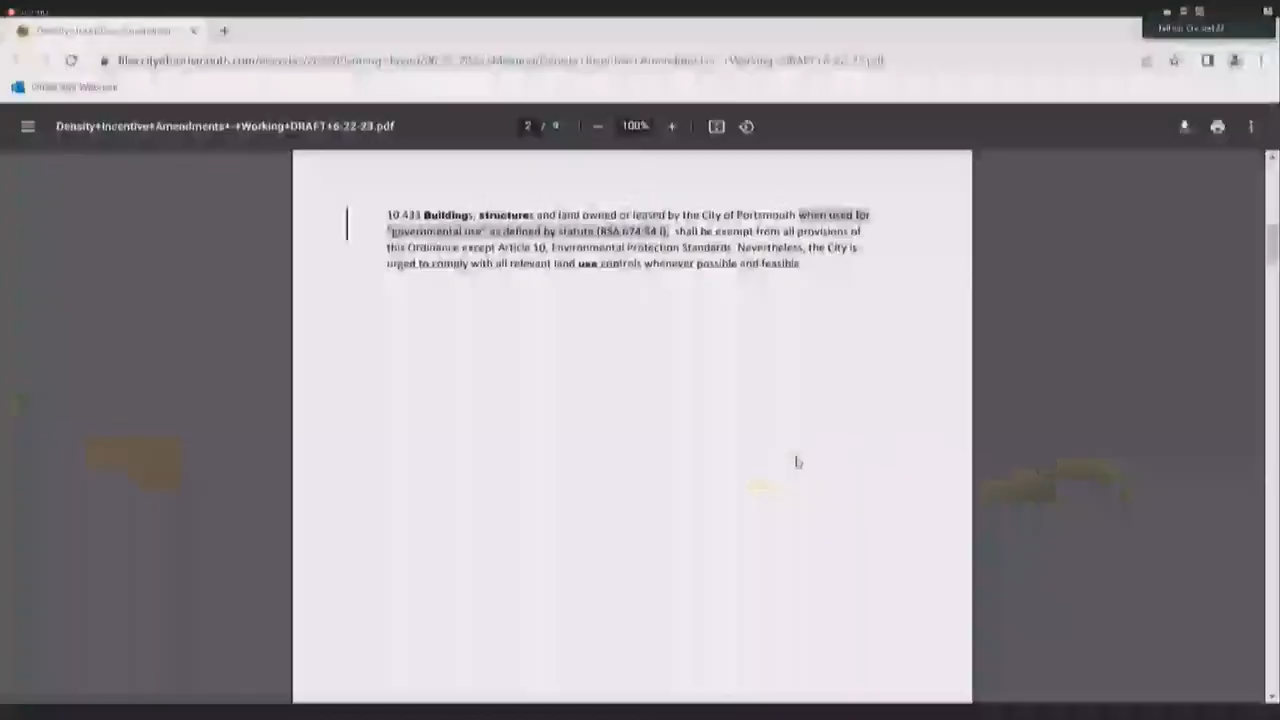 Density+Incentive+Amendments+-+Working+DRAFT+6-22-23.pdf
2 / 9
100%
10.433 Buildings, structures and land owned or leased by the City of Portsmouth when used for
"governmental use" as defined by statute (RSA 674:54 I), shall be exempt from all provisions of
this Ordinance except Article 10, Environmental Protection Standards. Nevertheless, the City is
urged to comply with all relevant land use controls whenever possible and feasible